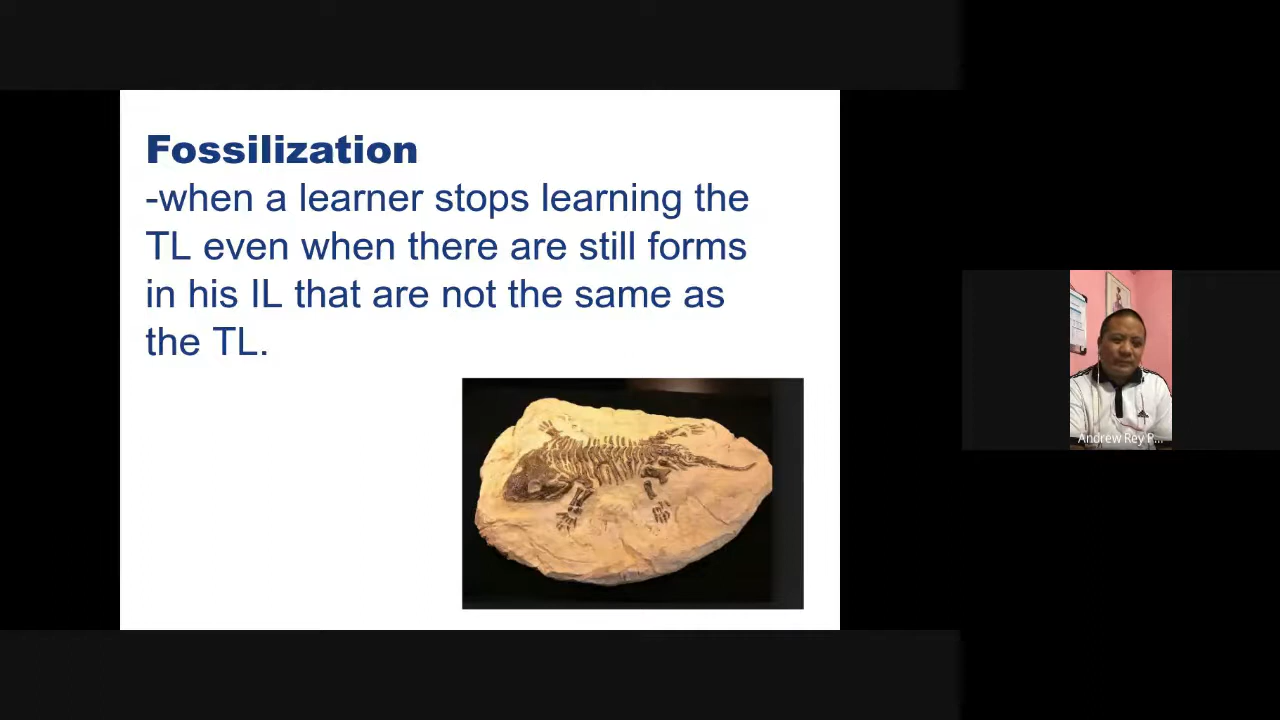 Fossilization
-when a learner stops learning the
TL even when there are still forms
in his IL that are not the same as
the TL.
Andrew Rey P...